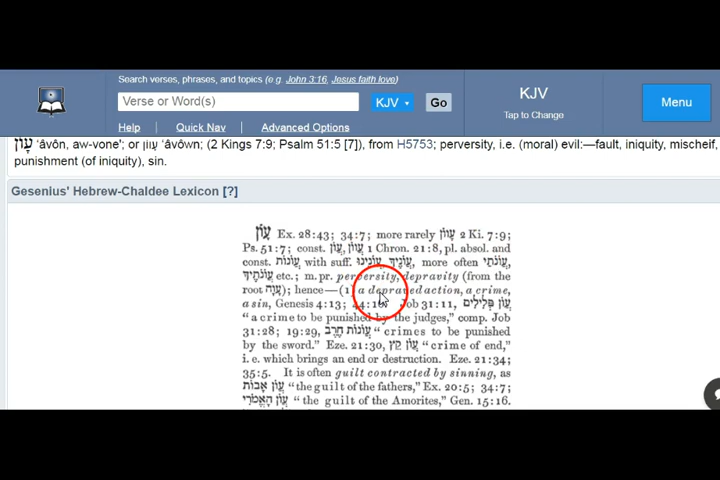 Search verses, phrases, and topics (e.g. John 3:16, Jesus faith love)
Verse or Word(s)
KJV
Go
Help Quick Nav Advanced Options
KJV
Tap to Change
Menu
עָוֺן ʻâvôn, aw-vone'; or עָווֹן ʻâvôwn; (2 Kings 7:9; Psalm 51:5 [7]), from H5753; perversity, i.e. (moral) evil:—fault, iniquity, mischeif,
punishment (of iniquity), sin.
Gesenius' Hebrew-Chaldee Lexicon [?]
עָוֹן Ex. 28:43; 34:7; more rarely עָווֹן 2 Ki. 7:9;
Ps. 51:7; const. עֲוֹן, עֲווֹן 1 Chron. 21:8, pl. absol. and
const. עֲוֹנוֹת with suff. עֲוֹנֵינוּ, עֲוֹנֶיךָ, more often עֲוֹנֹתַי,
עֲוֹנֹתֶיךָ etc.; m. pr. perversity, depravity (from the
root עָוָה); hence—(1) a depraved action, a crime,
a sin, Genesis 4:13; 44:16; Job 31:11, עָוֹן פְּלִילִים
“a crime to be punished by the judges,” comp. Job
31:28; 19:29, עֲוֹנוֹת חֶרֶב “crimes to be punished
by the sword.” Eze. 21:30, עֲוֹן קֵץ “crime of end,”
i. e. which brings an end or destruction. Eze. 21:34;
35:5. It is often guilt contracted by sinning, as
עֲוֹן אָבוֹת “the guilt of the fathers,” Ex. 20:5; 34:7;
עֲוֹן הָאֱמֹרִי “the guilt of the Amorites,” Gen. 15:16.